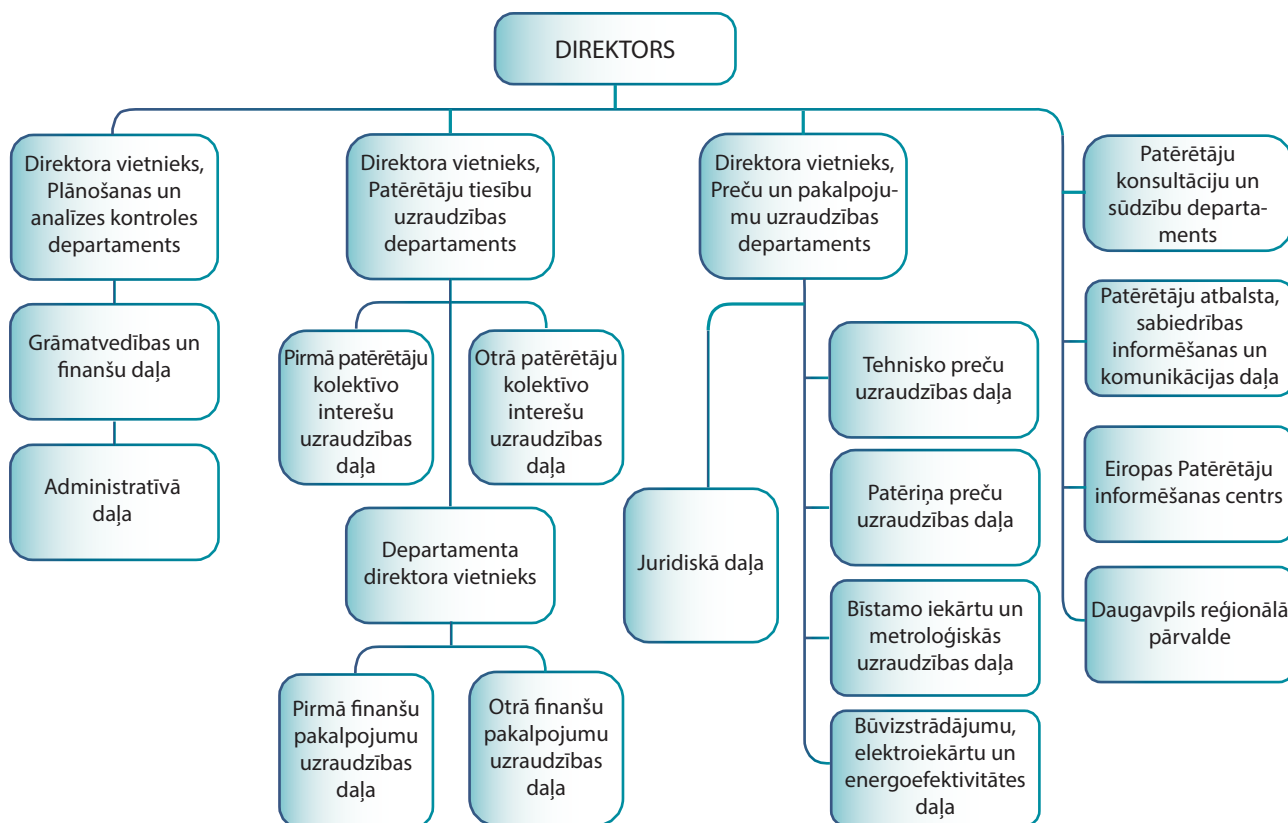 DIREKTORS
Direktora vietnieks,
Plānošanas un
analīzes kontroles
departaments
Grāmatvedības un
finanšu daļa
Administratīvā
daļa
Direktora vietnieks,
Patērētāju tiesību
uzraudzības
departaments
Pirmā patērētāju
kolektīvo
interešu
uzraudzības
daļa
Otrā patērētāju
kolektīvo
interešu
uzraudzības
daļa
Departamenta
direktora vietnieks
Pirmā finanšu
pakalpojumu
uzraudzības
daļa
Otrā finanšu
pakalpojumu
uzraudzības
daļa
Direktora vietnieks,
Preču un pakalpoju-
mu uzraudzības
departaments
Juridiskā daļa
Tehnisko preču
uzraudzības daļa
Patēriņa preču
uzraudzības daļa
Bīstamo iekārtu un
metroloģiskās
uzraudzības daļa
Būvizstrādājumu,
elektroiekārtu un
energoefektivitātes
daļa
Patērētāju
konsultāciju un
sūdzību departa-
ments
Patērētāju atbalsta,
sabiedrības
informēšanas un
komunikācijas daļa
Eiropas Patērētāju
informēšanas centrs
Daugavpils reģionālā
pārvalde